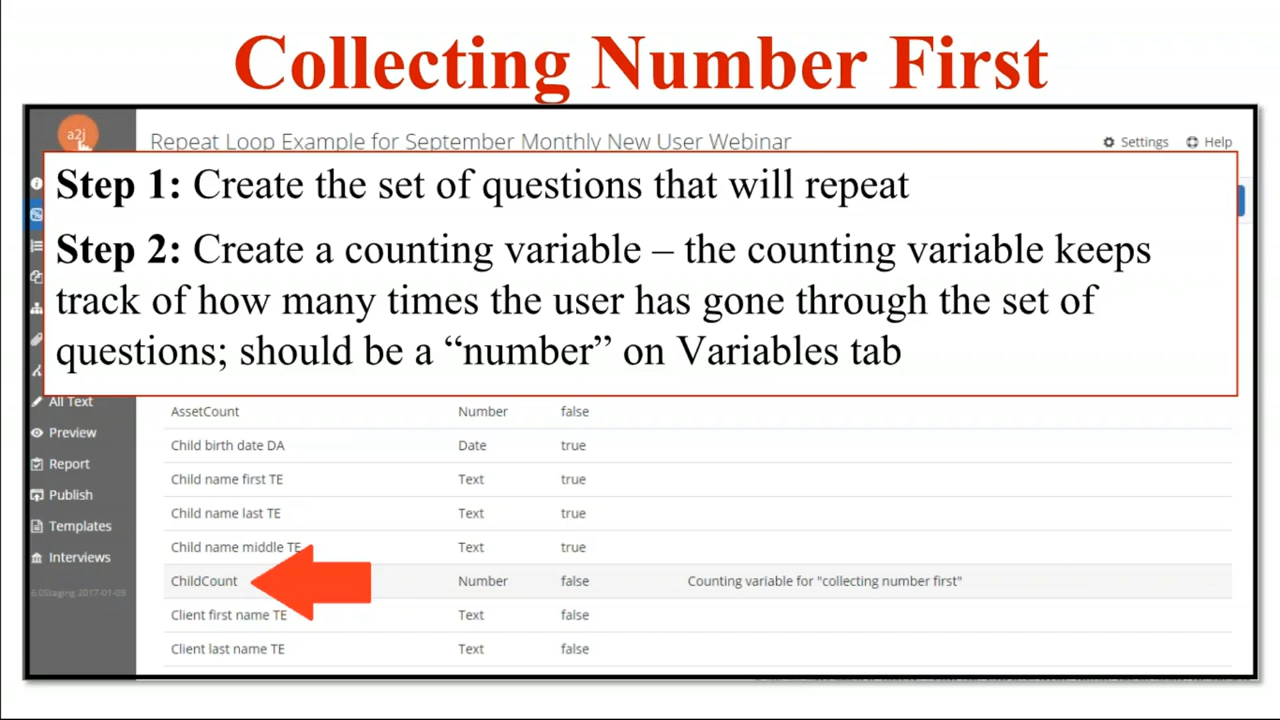 Collecting Number First
a2j
Repeat Loop Example for September Monthly New User Webinar
Settings
Help
Step 1: Create the set of questions that will repeat
Step 2: Create a counting variable – the counting variable keeps
track of how many times the user has gone through the set of
questions; should be a “number” on Variables tab
All Text
Preview
Report
Publish
Templates
Interviews
6.0Staging 2017-01-09
AssetCount Number false
Child birth date DA Date true
Child name first TE Text true
Child name last TE Text true
Child name middle TE Text true
ChildCount Number false Counting variable for "collecting number first"
Client first name TE Text false
Client last name TE Text false